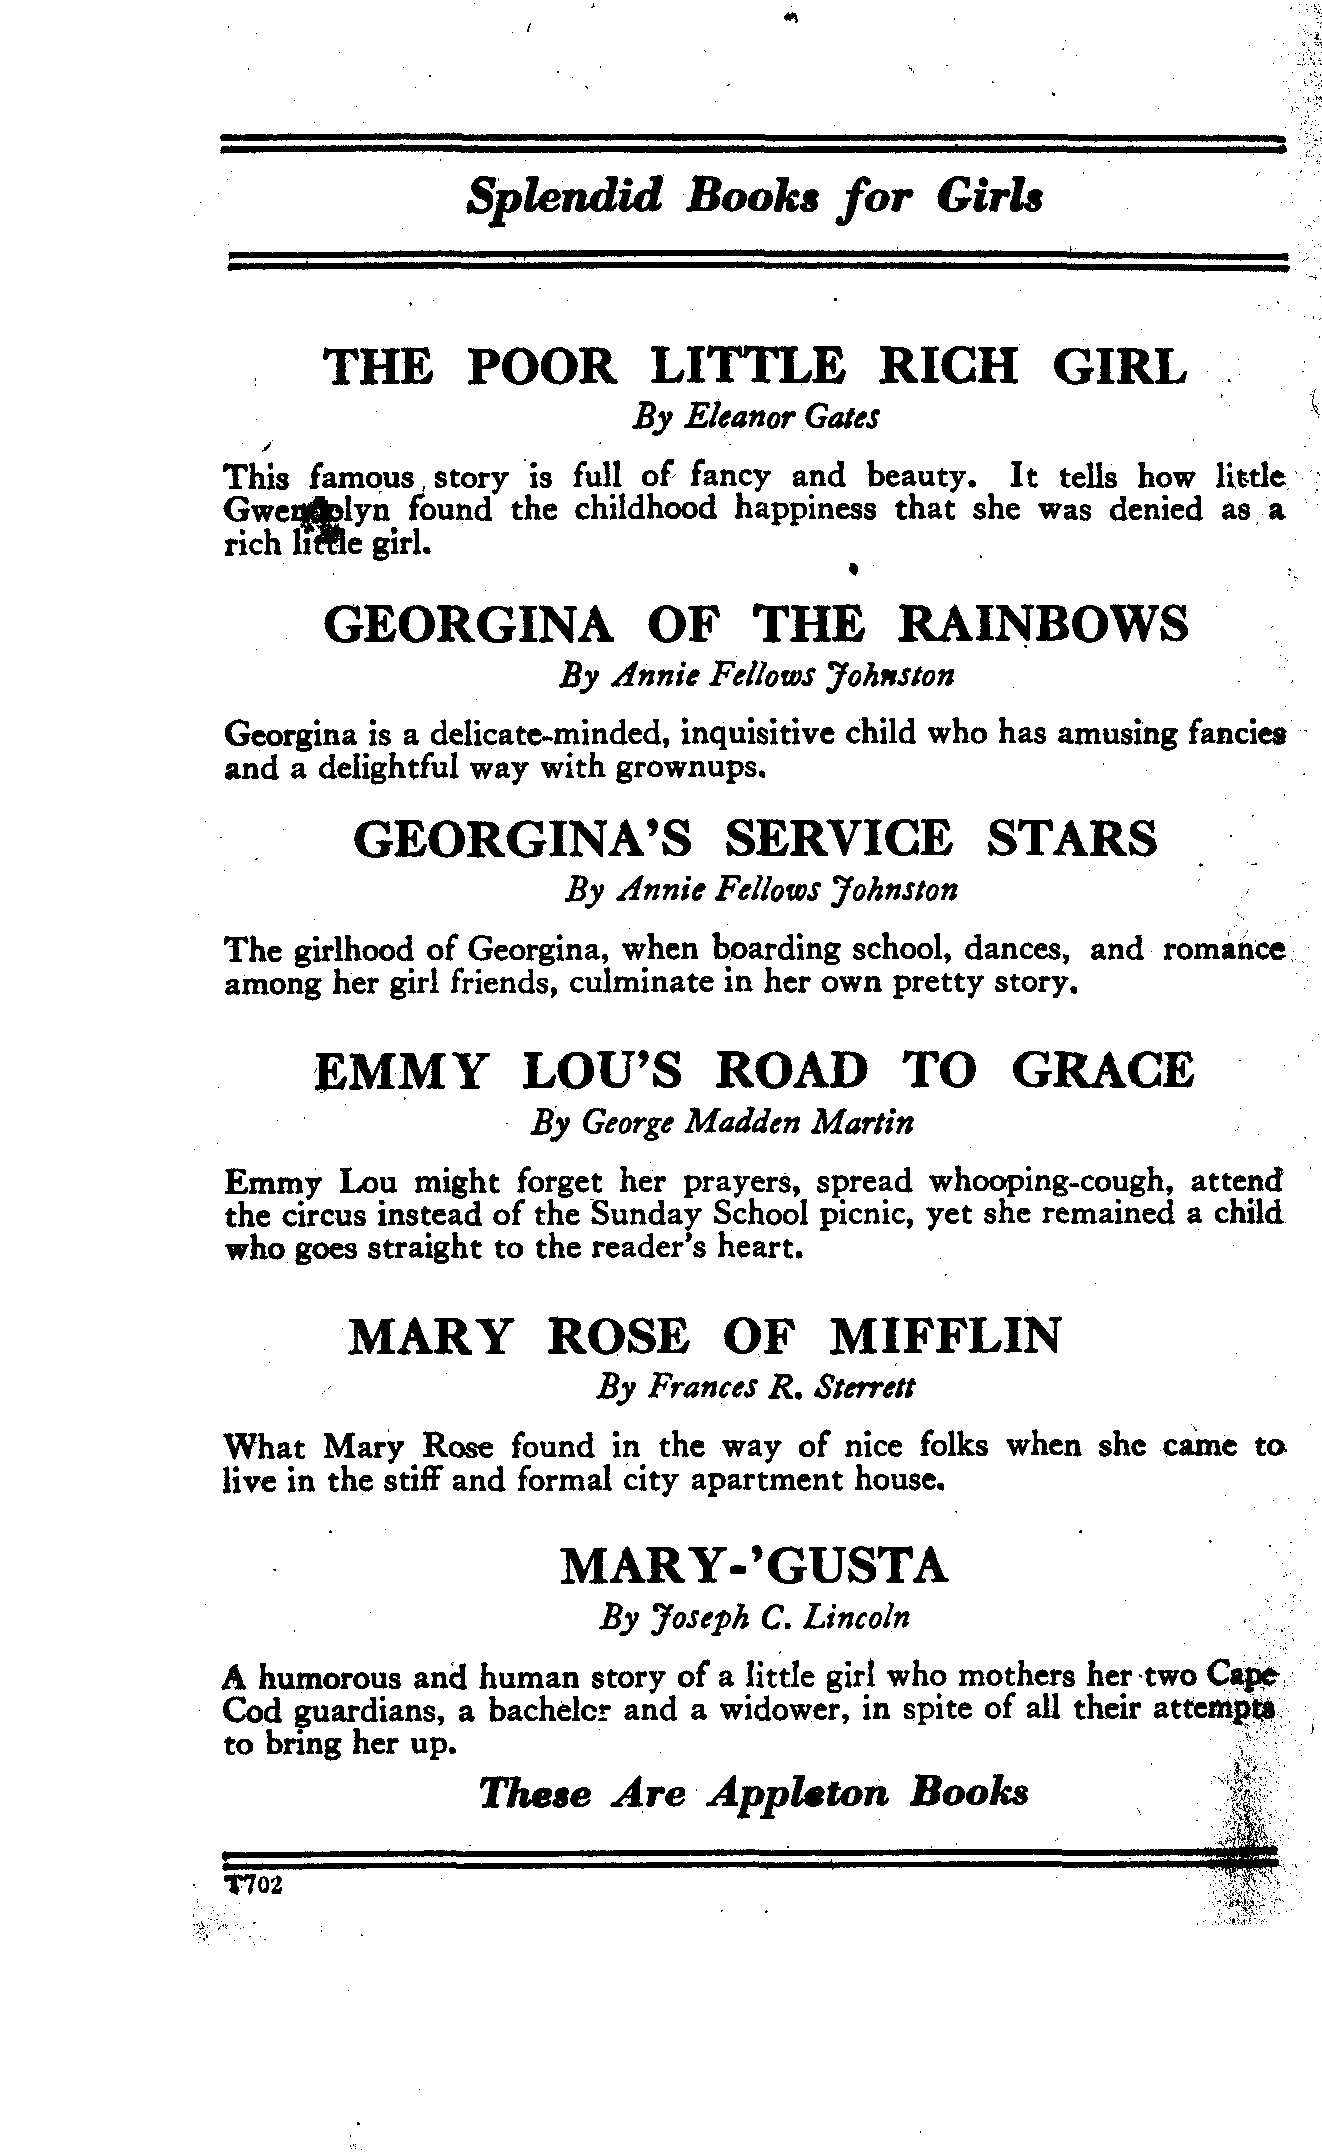 Splendid Books for Girls
THE POOR LITTLE RICH GIRL
By Eleanor Gates
This famous story is full of fancy and beauty. It tells how little
Gwendolyn found the childhood happiness that she was denied as a
rich little girl.
GEORGINA OF THE RAINBOWS
By Annie Fellows Johnston
Georgina is a delicate-minded, inquisitive child who has amusing fancies
and a delightful way with grownups.
GEORGINA'S SERVICE STARS
By Annie Fellows Johnston
The girlhood of Georgina, when boarding school, dances, and romance
among her girl friends, culminate in her own pretty story.
EMMY LOU'S ROAD TO GRACE
By George Madden Martin
Emmy Lou might forget her prayers, spread whooping-cough, attend
the circus instead of the Sunday School picnic, yet she remained a child
who goes straight to the reader's heart.
MARY ROSE OF MIFFLIN
By Frances R. Sterrett
What Mary Rose found in the way of nice folks when she came to
live in the stiff and formal city apartment house.
MARY-'GUSTA
By Joseph C. Lincoln
A humorous and human story of a little girl who mothers her two Cape
Cod guardians, a bachelor and a widower, in spite of all their attempts
to bring her up.
These Are Appleton Books
T702